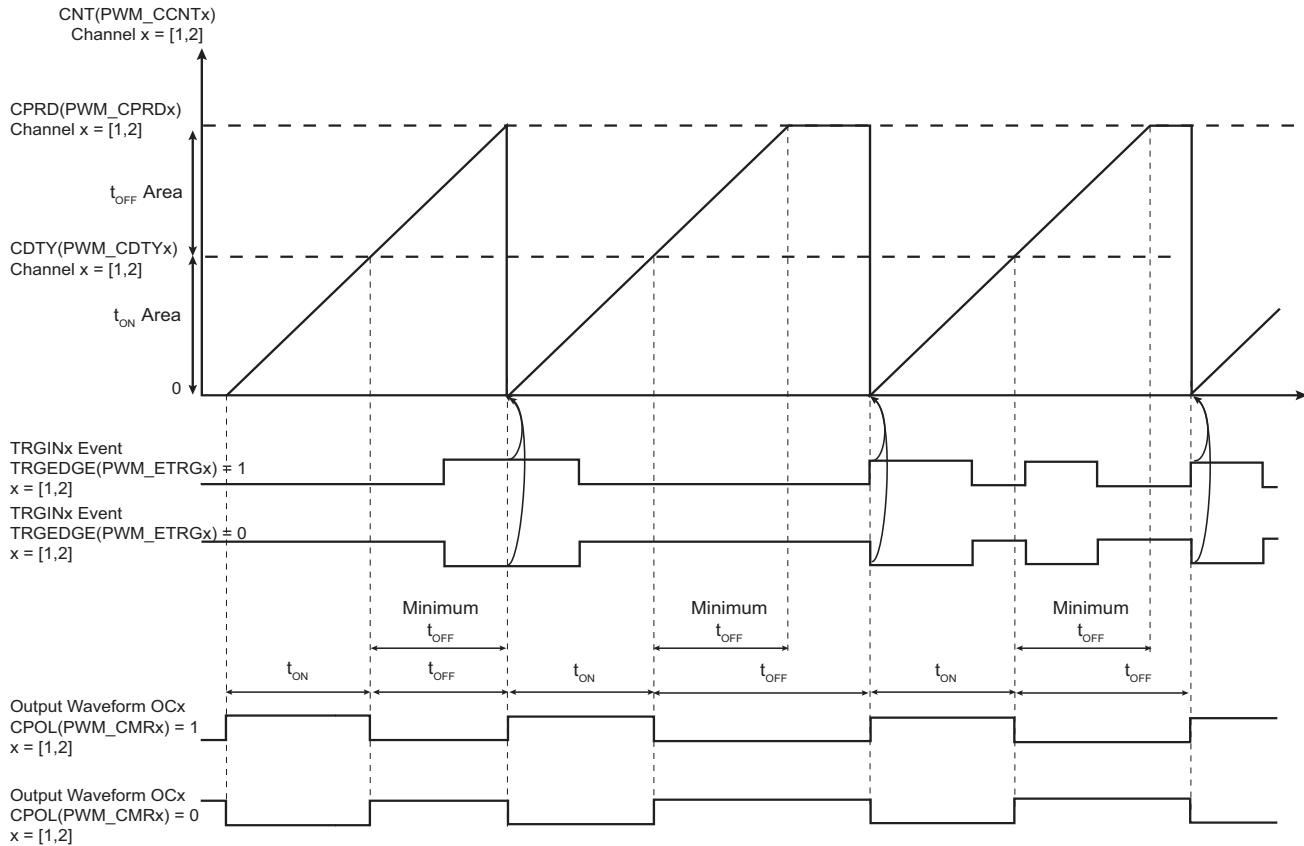 CNT(PWM_CCNTx)
Channel x = [1,2]
CPRD(PWM_CPRDx)
Channel x = [1,2]
tOFF Area
CDTY(PWM_CDTYx)
Channel x = [1,2]
tON Area
0
TRGINx Event
TRGEDGE(PWM_ETRGx) = 1
x = [1,2]
TRGINx Event
TRGEDGE(PWM_ETRGx) = 0
x = [1,2]
Minimum
tOFF
Minimum
tOFF
Minimum
tOFF
tON
tOFF
tON
tOFF
tON
tOFF
Output Waveform OCx
CPOL(PWM_CMRx) = 1
x = [1,2]
Output Waveform OCx
CPOL(PWM_CMRx) = 0
x = [1,2]